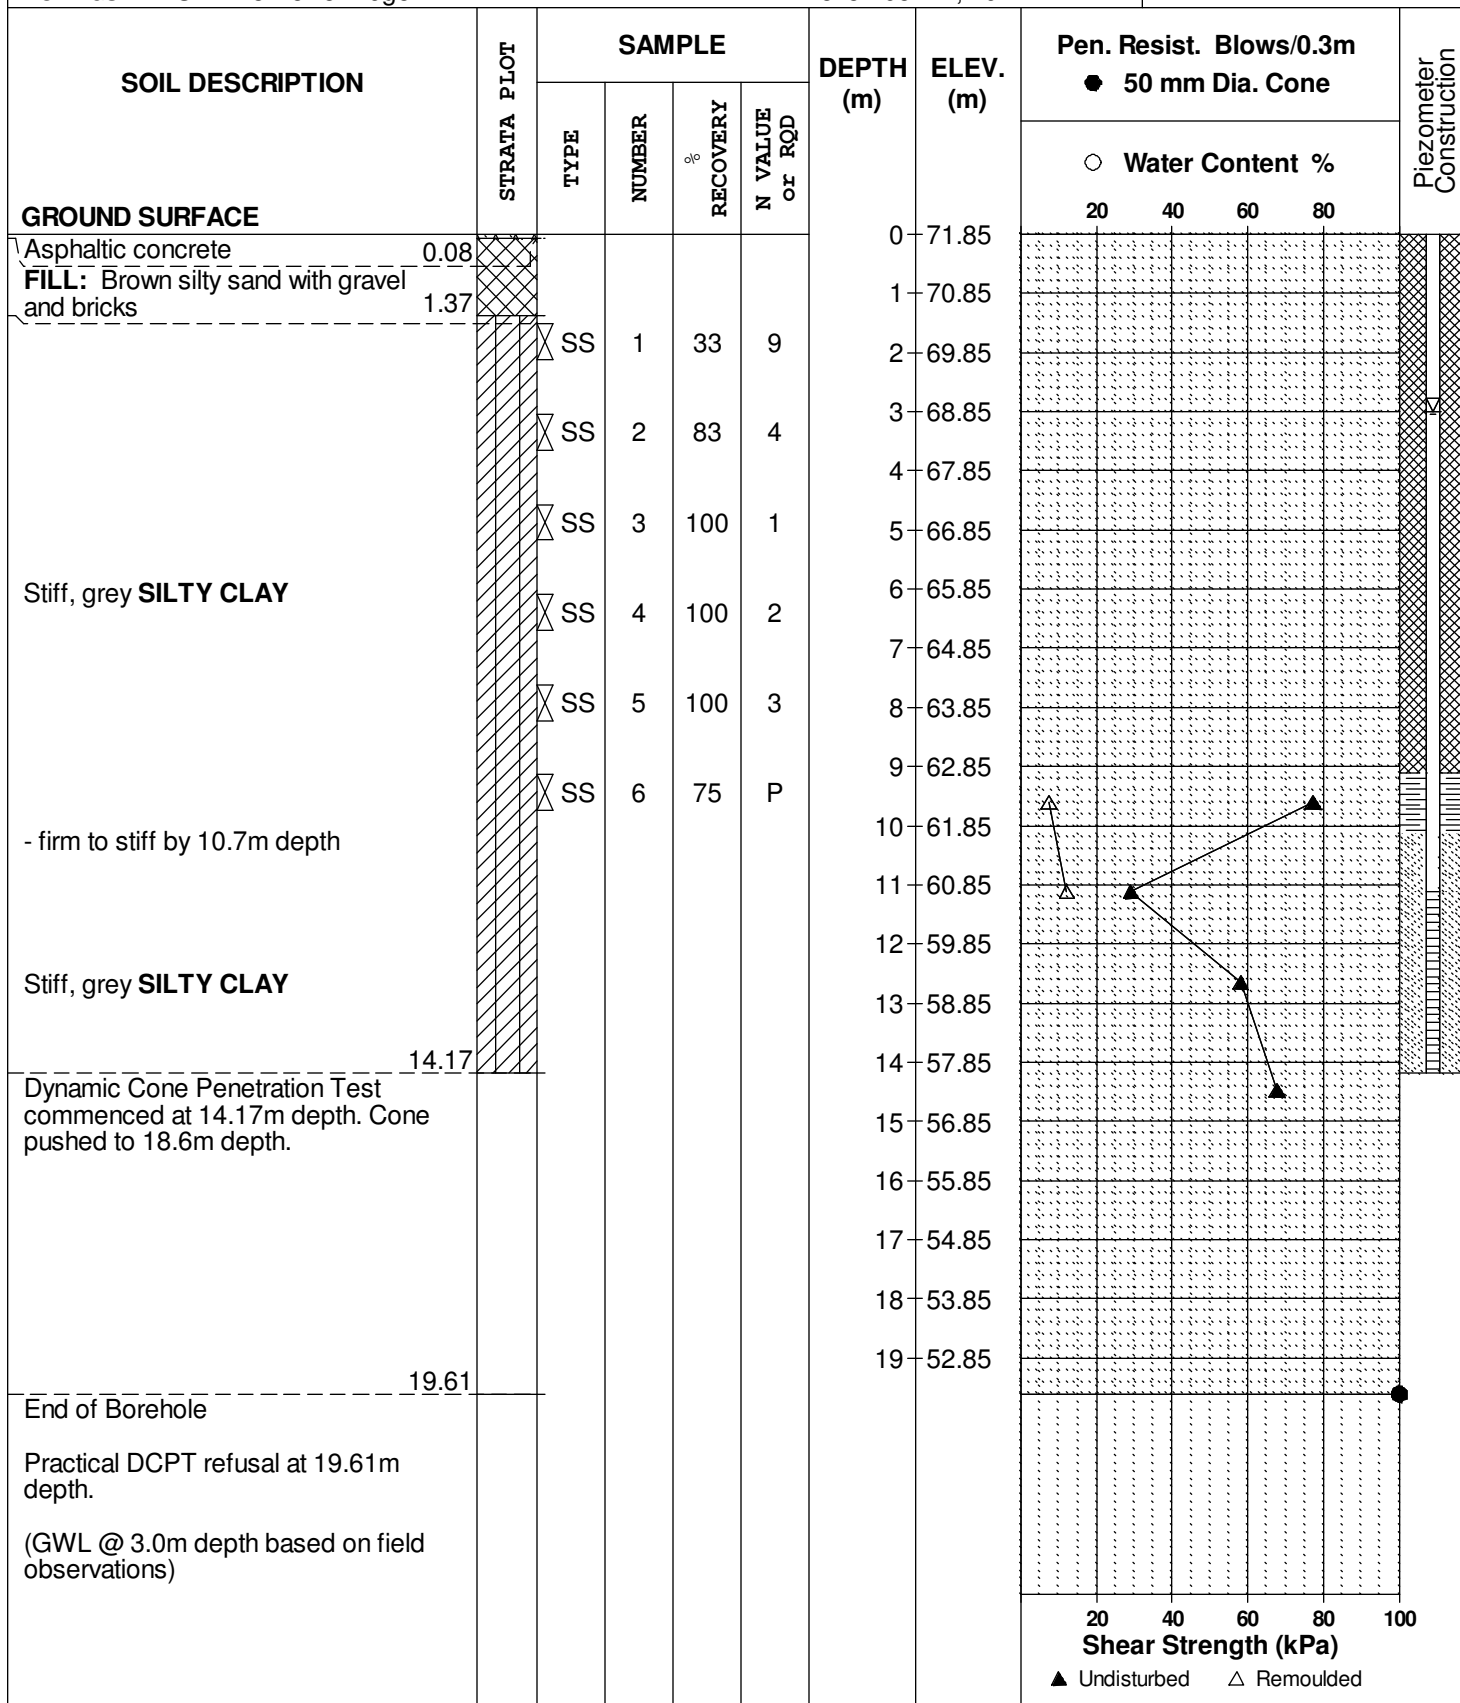 SOIL DESCRIPTION
GROUND SURFACE
STRATA PLOT
SAMPLE
TYPE
NUMBER
%
RECOVERY
N VALUE
or RQD
DEPTH
(m)
ELEV.
(m)
Pen. Resist. Blows/0.3m
● 50 mm Dia. Cone
○ Water Content %
20 40 60 80
Piezometer
Construction
Asphaltic concrete 0.08
FILL: Brown silty sand with gravel
and bricks 1.37
Stiff, grey SILTY CLAY
- firm to stiff by 10.7m depth
Stiff, grey SILTY CLAY
14.17
Dynamic Cone Penetration Test
commenced at 14.17m depth. Cone
pushed to 18.6m depth.
19.61
End of Borehole
Practical DCPT refusal at 19.61m
depth.
(GWL @ 3.0m depth based on field
observations)
SS 1 33 9
SS 2 83 4
SS 3 100 1
SS 4 100 2
SS 5 100 3
SS 6 75 P
0 71.85
1 70.85
2 69.85
3 68.85
4 67.85
5 66.85
6 65.85
7 64.85
8 63.85
9 62.85
10 61.85
11 60.85
12 59.85
13 58.85
14 57.85
15 56.85
16 55.85
17 54.85
18 53.85
19 52.85
20 40 60 80 100
Shear Strength (kPa)
▲ Undisturbed △ Remoulded